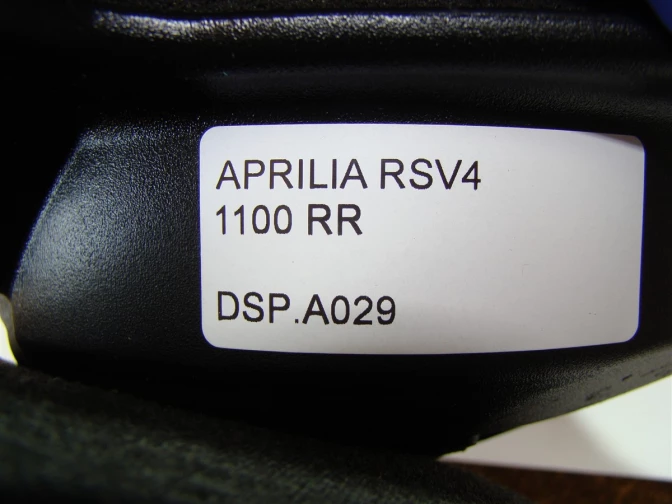 APRILIA RSV4
1100 RR
DSP.A029